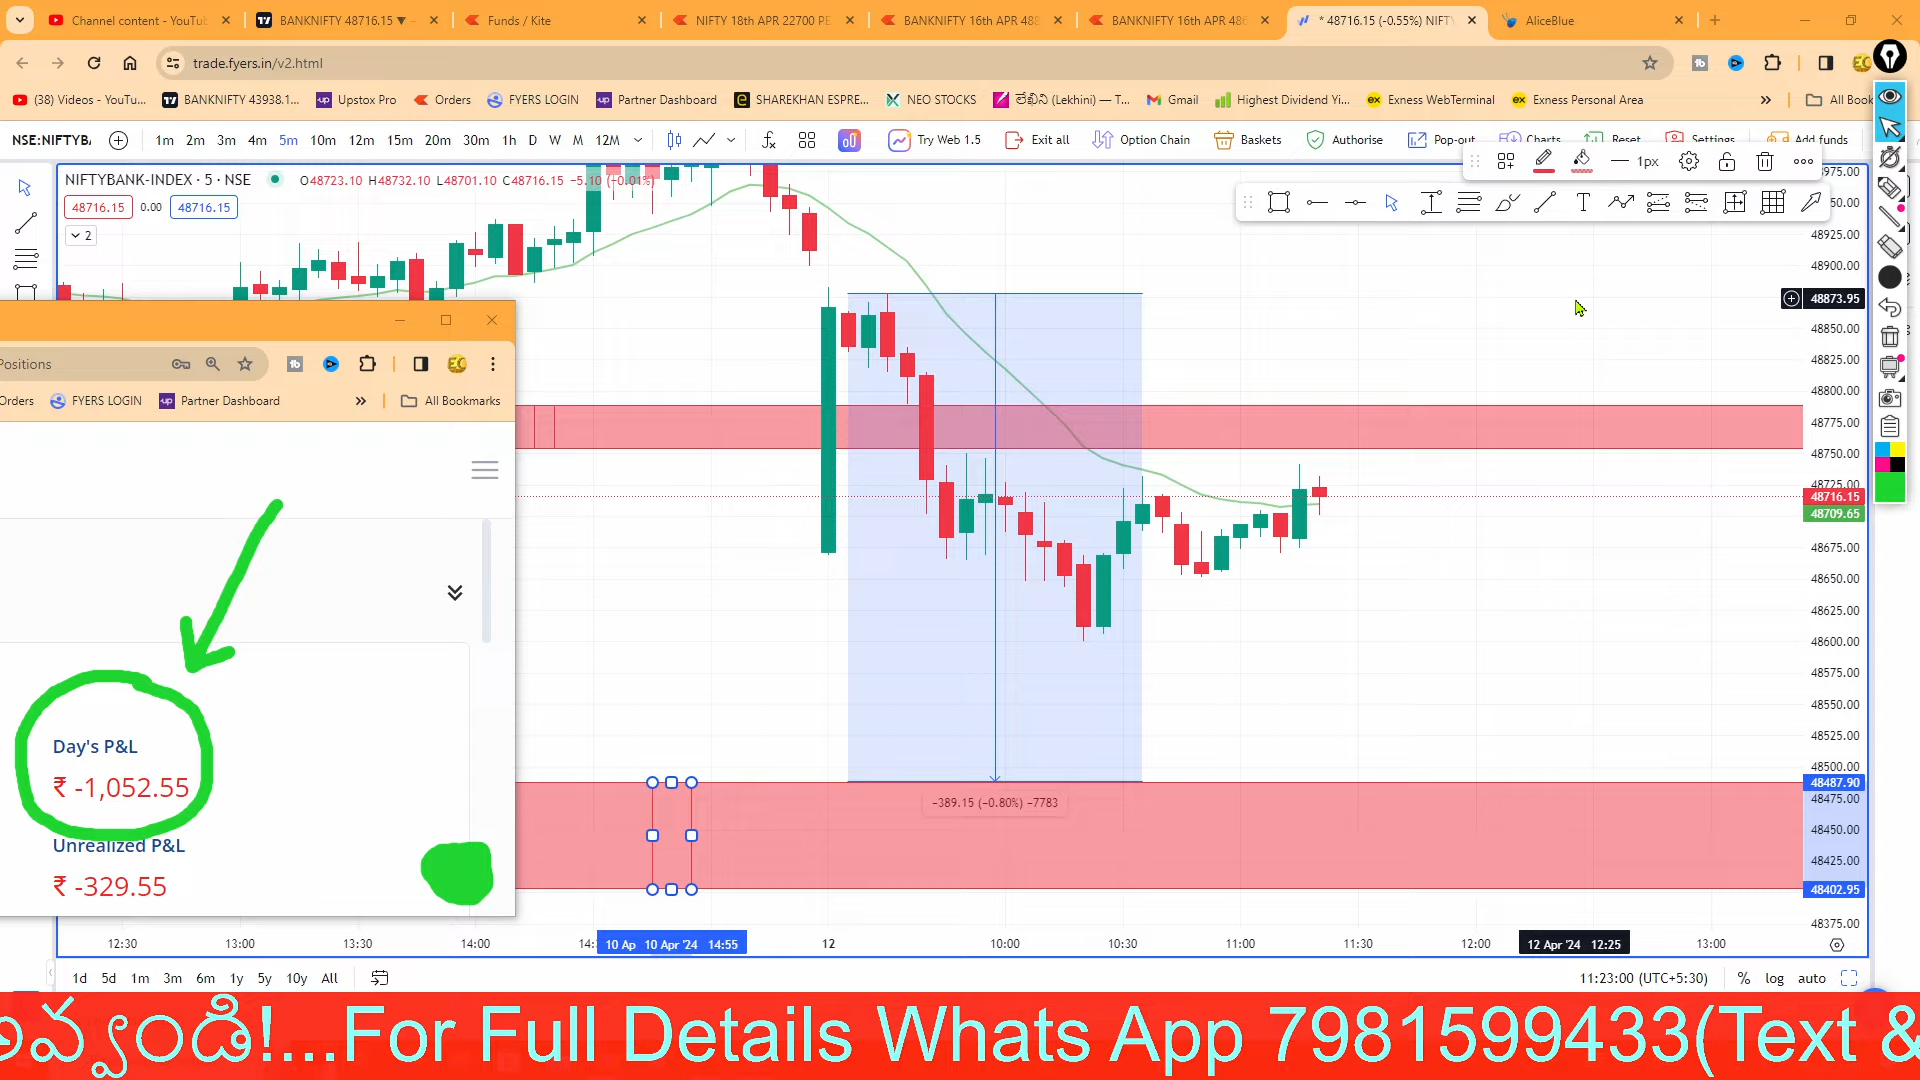 Channel content - YouTu
BANKNIFTY 48716.15 ▼ -
Funds / Kite
NIFTY 18th APR 22700 PE
BANKNIFTY 16th APR 488
BANKNIFTY 16th APR 486
* 48716.15 (-0.55%) NIFTY
AliceBlue
trade.fyers.in/v2.html
(38) Videos - YouTu...
BANKNIFTY 43938.1...
Upstox Pro
Orders
FYERS LOGIN
Partner Dashboard
SHAREKHAN ESPRE...
NEO STOCKS
లేఖిని (Lekhini) — T...
Gmail
Highest Dividend Yi...
Exness WebTerminal
Exness Personal Area
»
All Book
NSE:NIFTYB
1m 2m 3m 4m 5m 10m 12m 15m 20m 30m 1h D W M 12M
Try Web 1.5
Exit all
Option Chain
Baskets
Authorise
Pop-out
Charts
Reset
Settings
Add funds
1px
NIFTYBANK-INDEX · 5 · NSE
O48723.10 H48732.10 L48701.10 C48716.15 −5.10 (−0.01%)
48716.15 0.00 48716.15
2
48925.00
48900.00
48873.95
48850.00
48825.00
48800.00
48775.00
48750.00
48716.15
48709.65
48675.00
48650.00
48625.00
48600.00
48575.00
48550.00
48525.00
48500.00
48487.90
48475.00
48450.00
48425.00
48402.95
48375.00
Positions
Orders
FYERS LOGIN
Partner Dashboard
»
All Bookmarks
Day's P&L
₹ -1,052.55
Unrealized P&L
₹ -329.55
−389.15 (−0.80%) −7783
12:30 13:00 13:30 14:00 10 Apr '24 14:55 12 10:00 10:30 11:00 11:30 12:00 12 Apr '24 12:25 13:00
1d 5d 1m 3m 6m 1y 5y 10y All
11:23:00 (UTC+5:30) % log auto
అవ్వండి!...For Full Details Whats App 7981599433(Text &